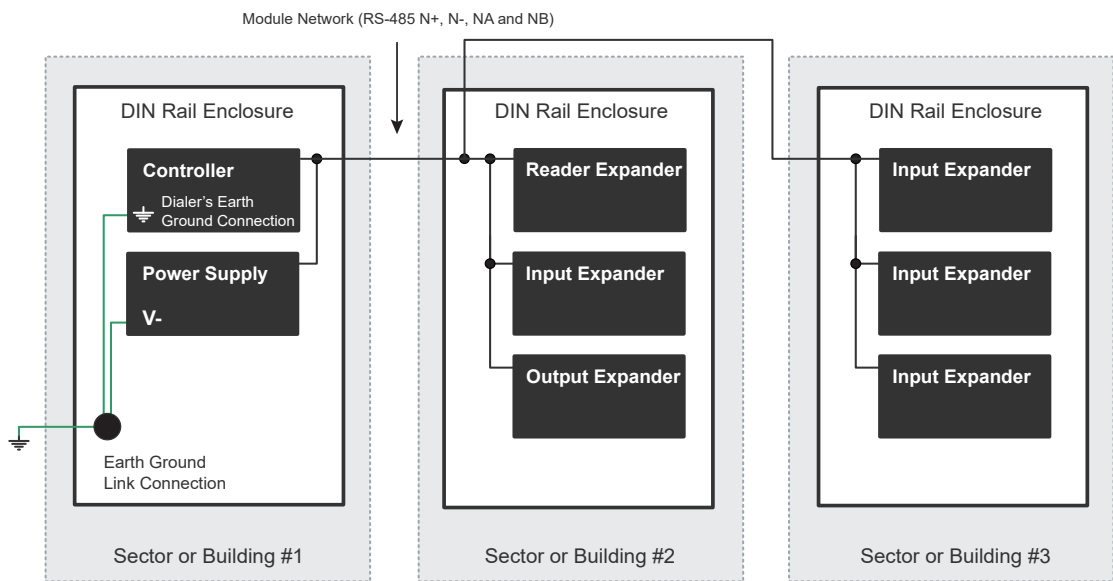 Module Network (RS-485 N+, N-, NA and NB)
DIN Rail Enclosure
Controller
Dialer's Earth
Ground Connection
Power Supply
V-
Earth Ground
Link Connection
Sector or Building #1
DIN Rail Enclosure
Reader Expander
Input Expander
Output Expander
Sector or Building #2
DIN Rail Enclosure
Input Expander
Input Expander
Input Expander
Sector or Building #3